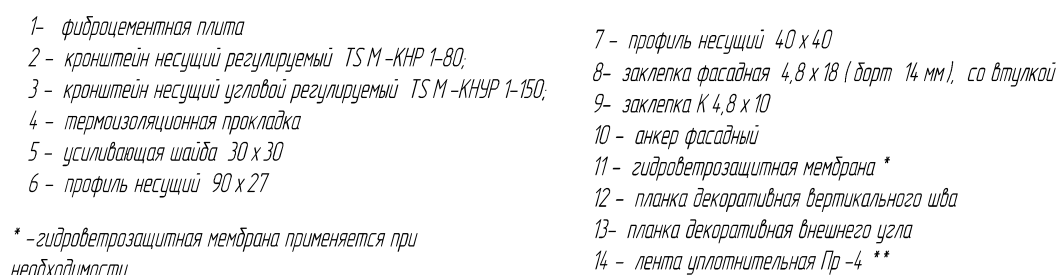 1- фиброцементная плита
2 - кронштейн несущий регулируемый TS M -КНР 1-80;
3 - кронштейн несущий угловой регулируемый TS M -КНУР 1-150;
4 - термоизоляционная прокладка
5 - усиливающая шайба 30 х 30
6 - профиль несущий 90 х 27
* -гидроветрозащитная мембрана применяется при
необходимости
7 - профиль несущий 40 х 40
8- заклепка фасадная 4,8 х 18 ( борт 14 мм), со втулкой
9- заклепка К 4,8 х 10
10 - анкер фасадный
11 - гидроветрозащитная мембрана *
12 - планка декоративная вертикального шва
13- планка декоративная внешнего угла
14 - лента уплотнительная Пр -4 **